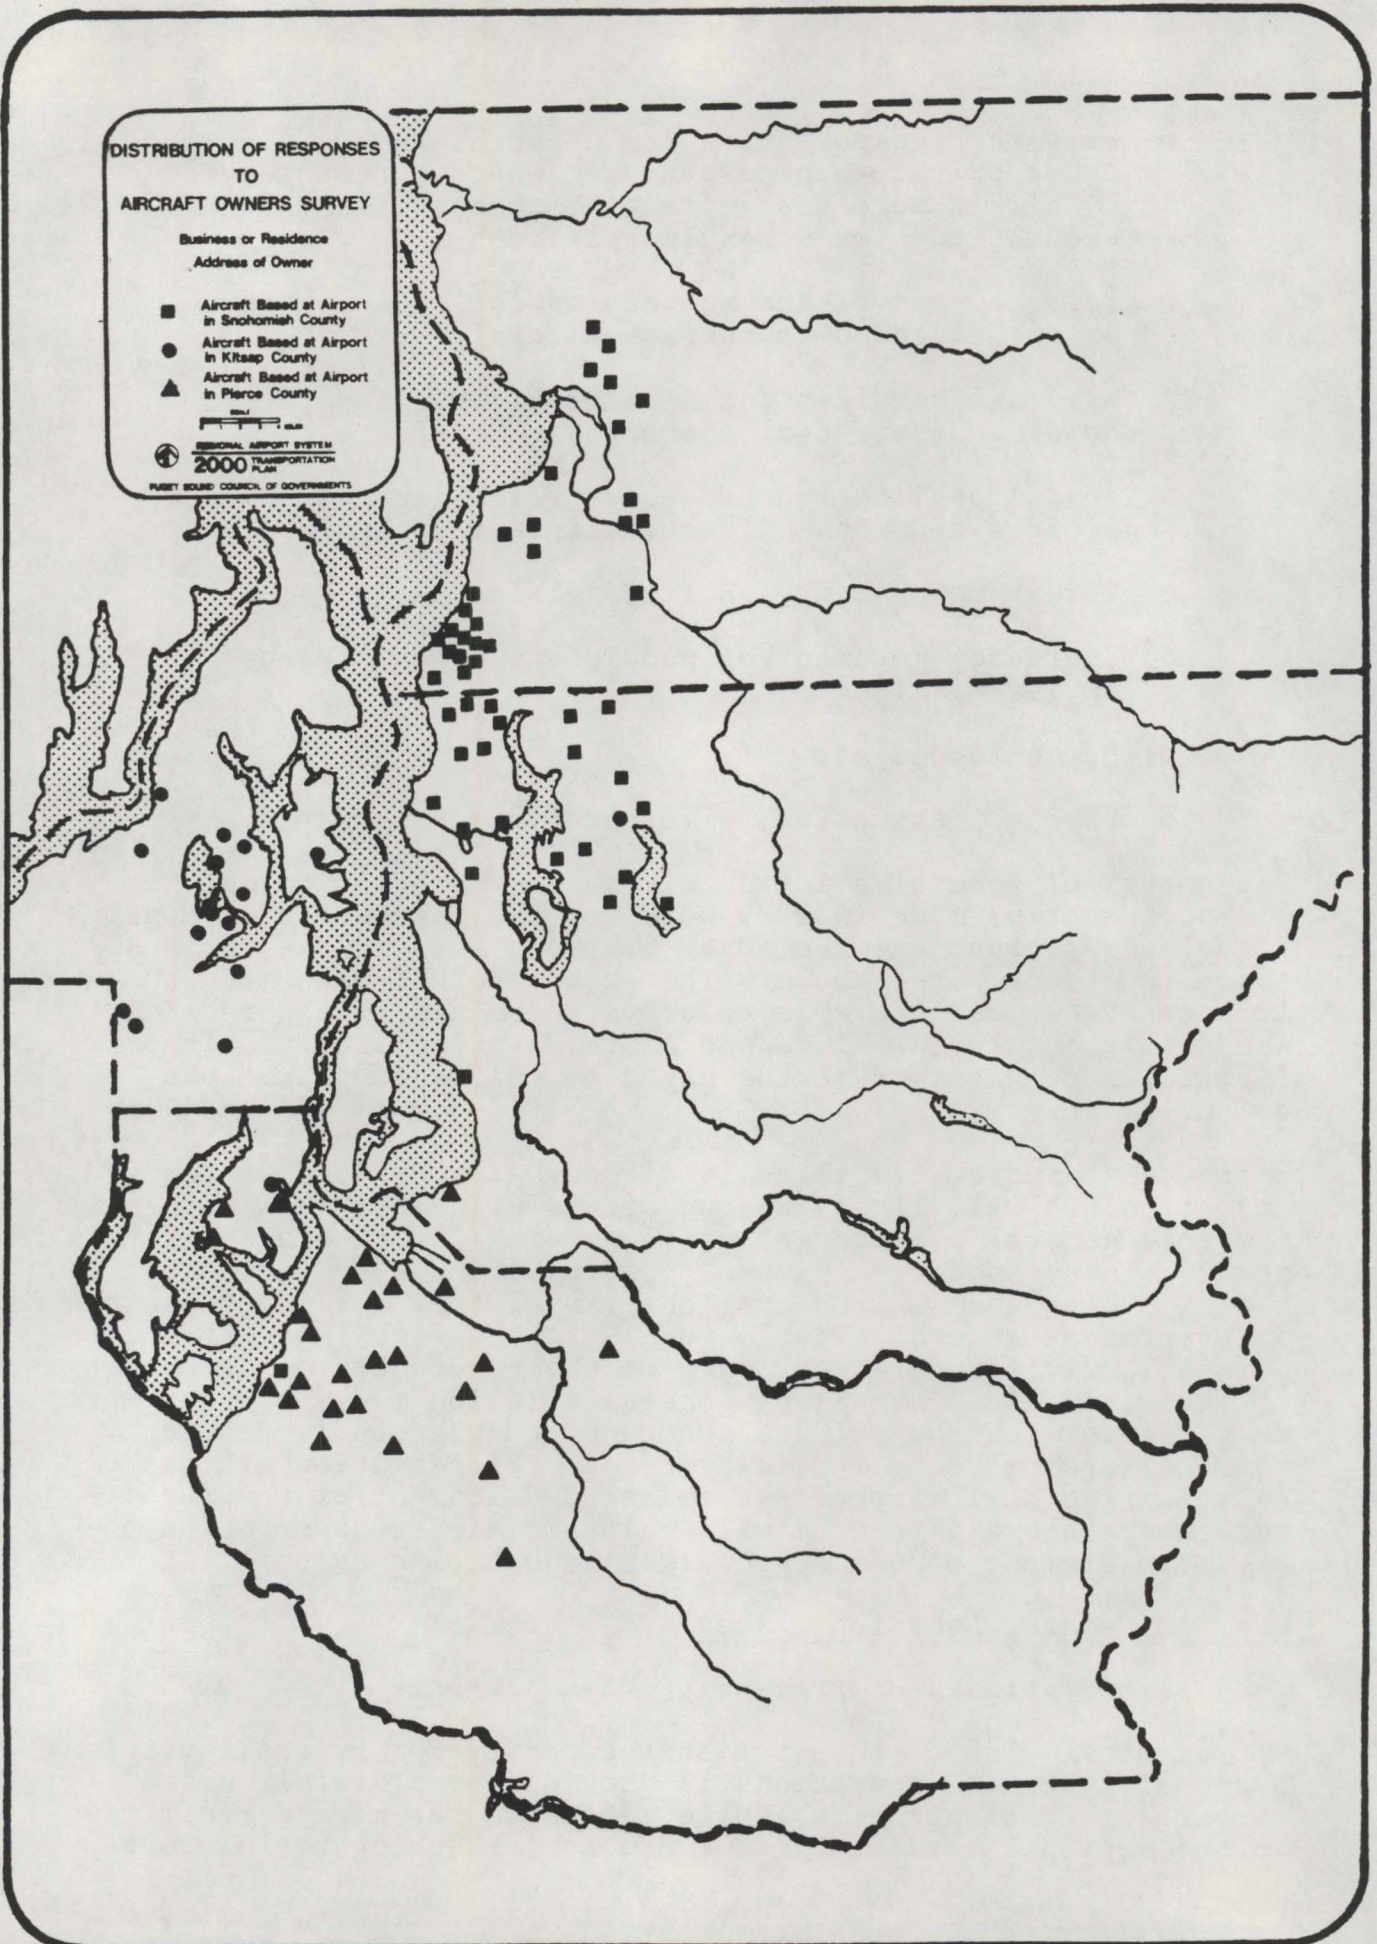 DISTRIBUTION OF RESPONSES
TO
AIRCRAFT OWNERS SURVEY
Business or Residence
Address of Owner
Aircraft Based at Airport
in Snohomish County
Aircraft Based at Airport
in Kitsap County
Aircraft Based at Airport
in Pierce County
SCALE
MILES
REGIONAL AIRPORT SYSTEM
2000 TRANSPORTATION
PLAN
PUGET SOUND COUNCIL OF GOVERNMENTS